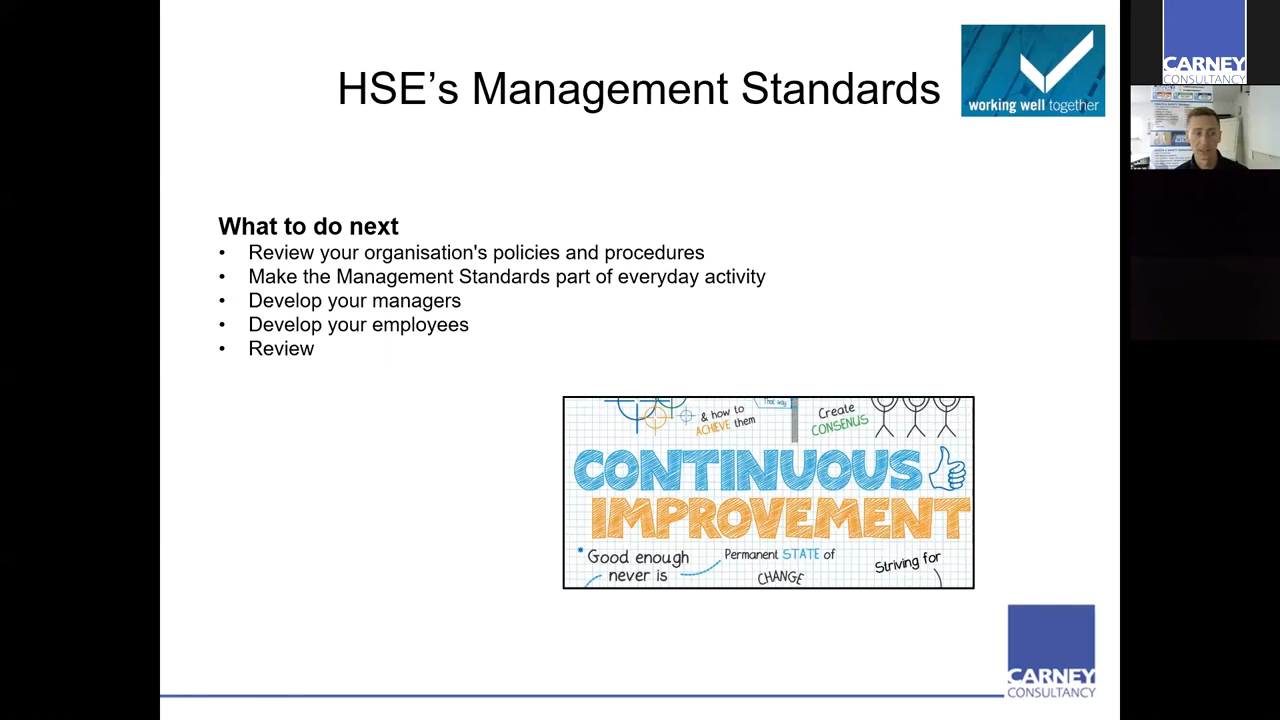 HSE's Management Standards
working well together
CARNEY
CONSULTANCY
What to do next
• Review your organisation's policies and procedures
• Make the Management Standards part of everyday activity
• Develop your managers
• Develop your employees
• Review
& how to
ACHIEVE them
That way
Create
CONSENUS
CONTINUOUS
IMPROVEMENT
Good enough
never is
Permanent STATE of
CHANGE
Striving for
CARNEY
CONSULTANCY